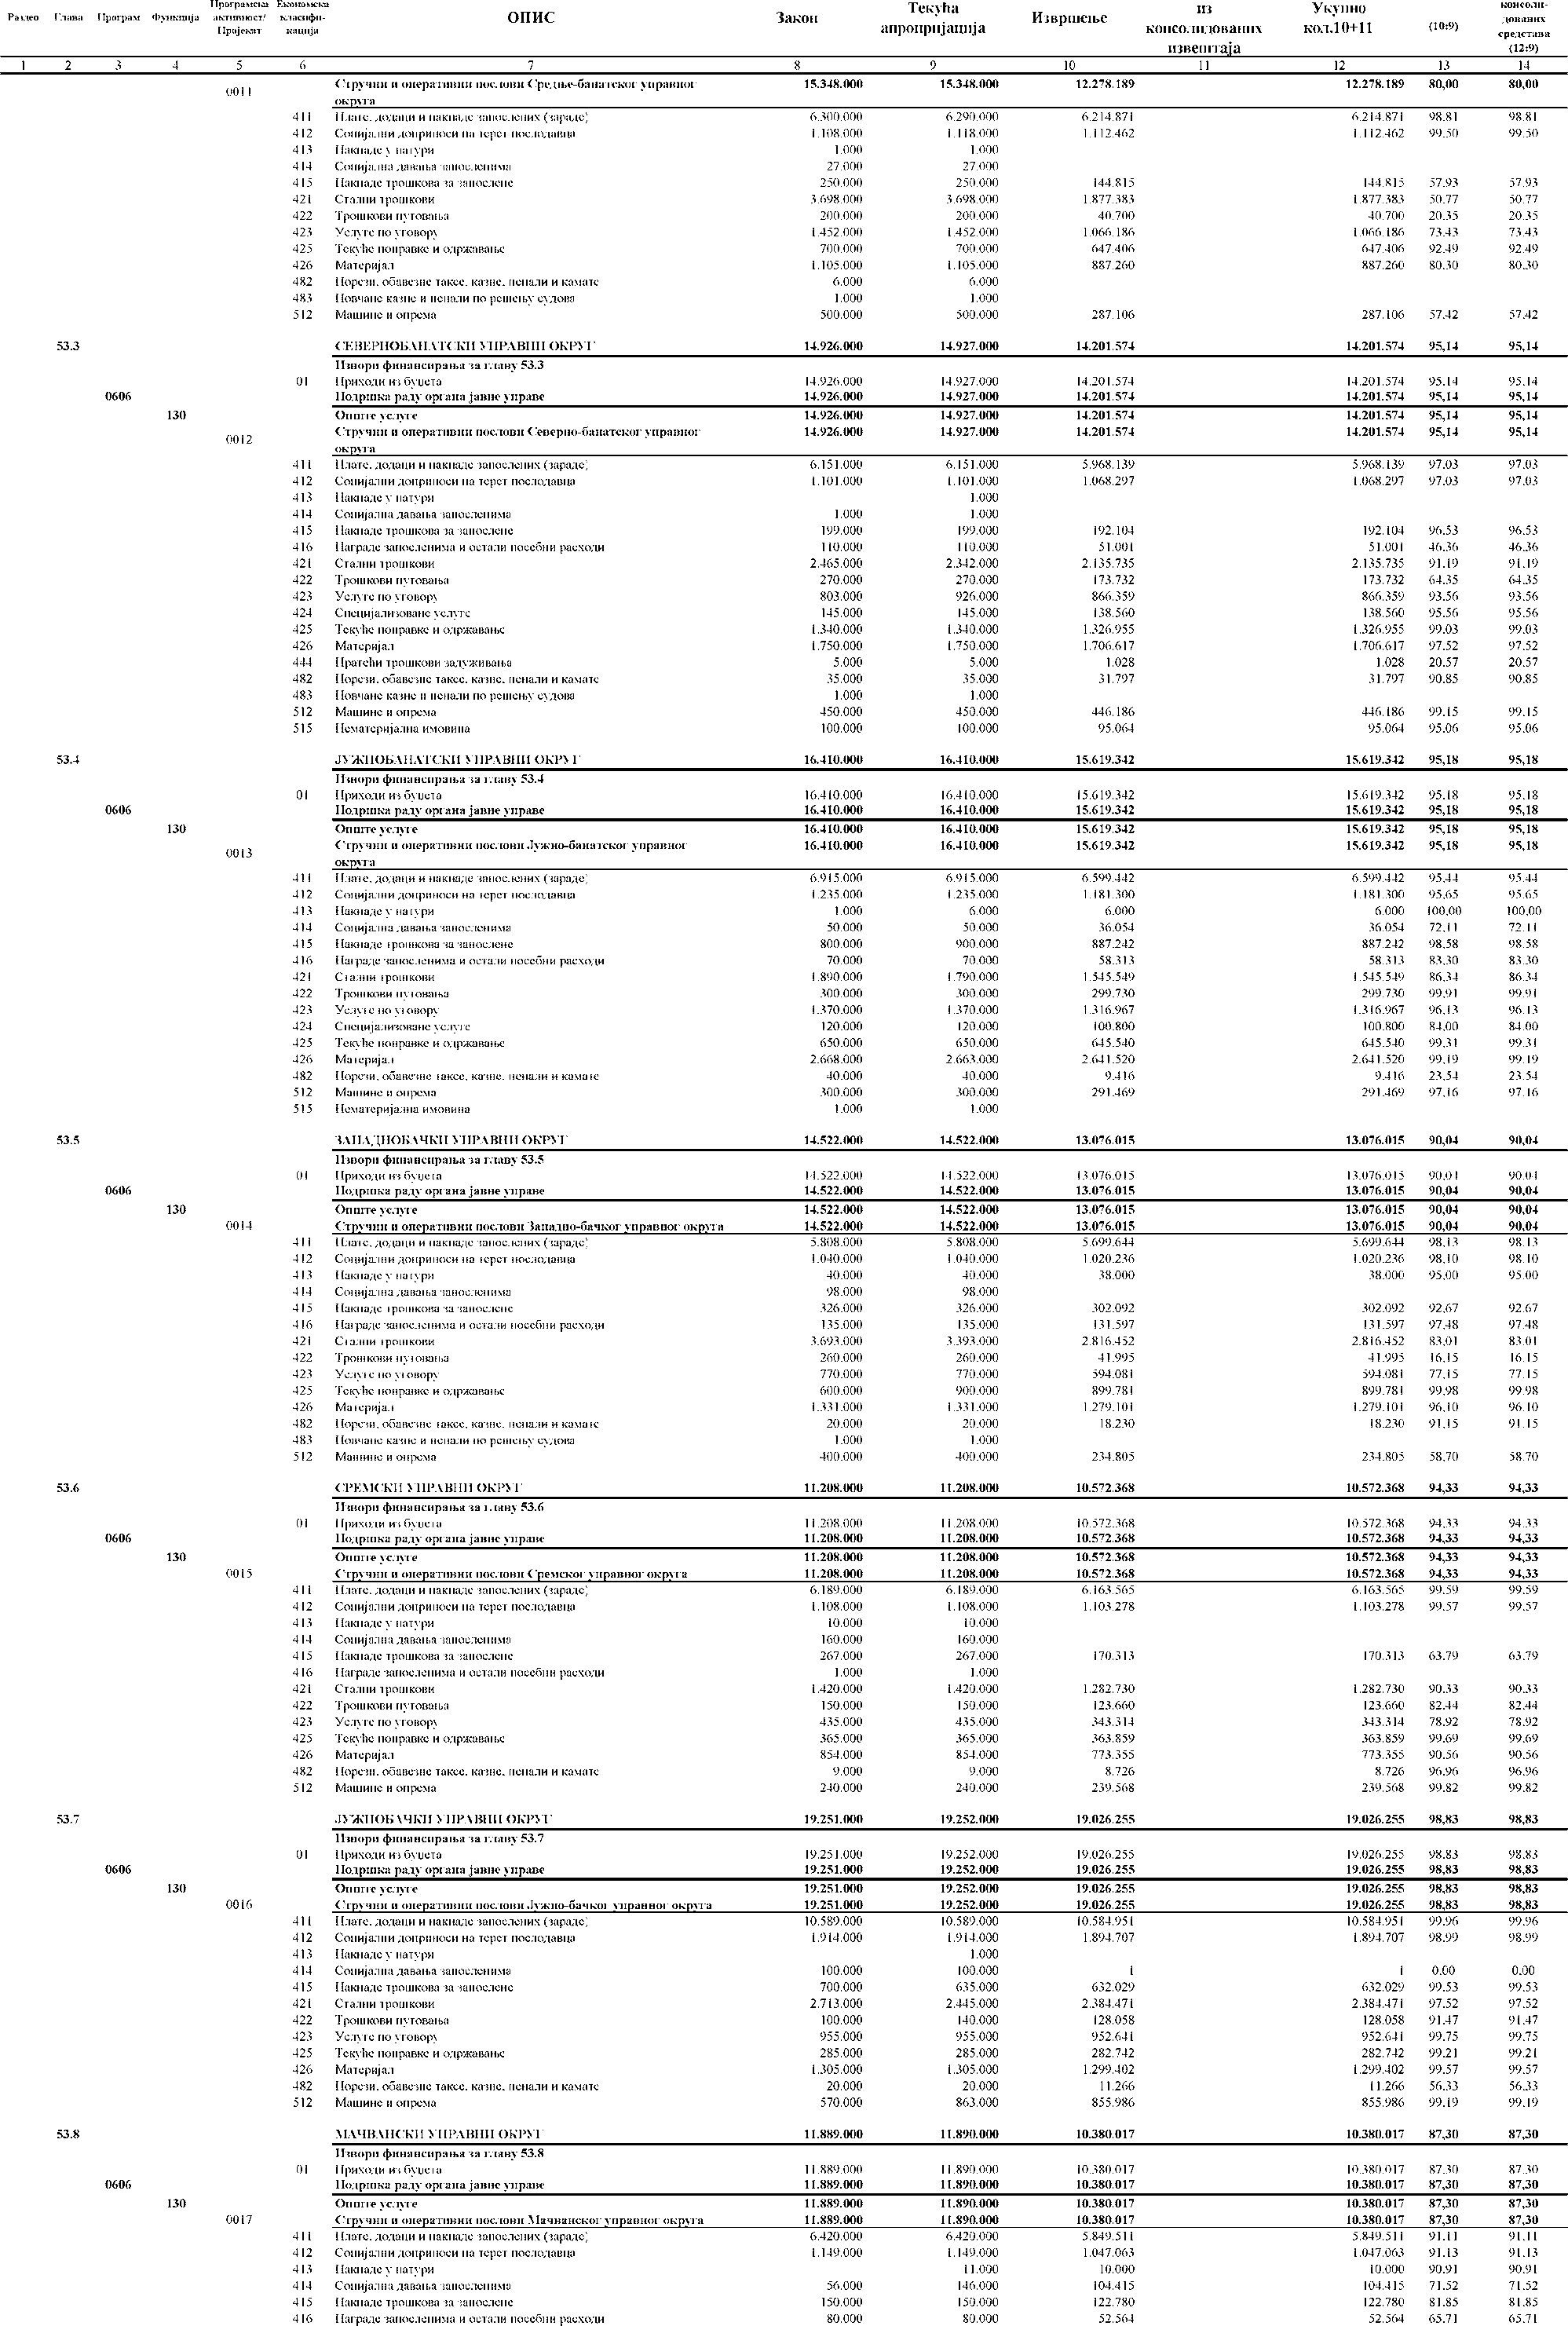 Раздео Глава Програм Функција Програмска активност/ Пројекат Економска класифи-кација ОПИС Закон Текућа апропријација Извршење из консолидованих извештаја Укупно кол.10+11 (10:9) консоли-дованих средстава (12:9)
1 2 3 4 5 6 7 8 9 10 11 12 13 14
0011 Стручни и оперативни послови Средње-банатског управног округа 15.348.000 15.348.000 12.278.189 12.278.189 80,00 80,00
411 Плате, додаци и накнаде запослених (зараде) 6.300.000 6.290.000 6.214.871 6.214.871 98,81 98,81
412 Социјални доприноси на терет послодавца 1.108.000 1.118.000 1.112.462 1.112.462 99,50 99,50
413 Накнаде у натури 1.000 1.000
414 Социјална давања запосленима 27.000 27.000
415 Накнаде трошкова за запослене 250.000 250.000 144.815 144.815 57,93 57,93
421 Стални трошкови 3.698.000 3.698.000 1.877.383 1.877.383 50,77 50,77
422 Трошкови путовања 200.000 200.000 40.700 40.700 20,35 20,35
423 Услуге по уговору 1.452.000 1.452.000 1.066.186 1.066.186 73,43 73,43
425 Текуће поправке и одржавање 700.000 700.000 647.406 647.406 92,49 92,49
426 Материјал 1.105.000 1.105.000 887.260 887.260 80,30 80,30
482 Порези, обавезне таксе, казне, пенали и камате 6.000 6.000
483 Новчане казне и пенали по решењу судова 1.000 1.000
512 Машине и опрема 500.000 500.000 287.106 287.106 57,42 57,42
53.3 СЕВЕРНОБАНАТСКИ УПРАВНИ ОКРУГ 14.926.000 14.927.000 14.201.574 14.201.574 95,14 95,14
Извори финансирања за главу 53.3
01 Приходи из буџета 14.926.000 14.927.000 14.201.574 14.201.574 95,14 95,14
0606 Подршка раду органа јавне управе 14.926.000 14.927.000 14.201.574 14.201.574 95,14 95,14
130 Опште услуге 14.926.000 14.927.000 14.201.574 14.201.574 95,14 95,14
0012 Стручни и оперативни послови Северно-банатског управног округа 14.926.000 14.927.000 14.201.574 14.201.574 95,14 95,14
411 Плате, додаци и накнаде запослених (зараде) 6.151.000 6.151.000 5.968.139 5.968.139 97,03 97,03
412 Социјални доприноси на терет послодавца 1.101.000 1.101.000 1.068.297 1.068.297 97,03 97,03
413 Накнаде у натури 1.000
414 Социјална давања запосленима 1.000 1.000
415 Накнаде трошкова за запослене 199.000 199.000 192.104 192.104 96,53 96,53
416 Награде запосленима и остали посебни расходи 110.000 110.000 51.001 51.001 46,36 46,36
421 Стални трошкови 2.465.000 2.342.000 2.135.735 2.135.735 91,19 91,19
422 Трошкови путовања 270.000 270.000 173.732 173.732 64,35 64,35
423 Услуге по уговору 803.000 926.000 866.359 866.359 93,56 93,56
424 Специјализоване услуге 145.000 145.000 138.560 138.560 95,56 95,56
425 Текуће поправке и одржавање 1.340.000 1.340.000 1.326.955 1.326.955 99,03 99,03
426 Материјал 1.750.000 1.750.000 1.706.617 1.706.617 97,52 97,52
444 Пратећи трошкови задуживања 5.000 5.000 1.028 1.028 20,57 20,57
482 Порези, обавезне таксе, казне, пенали и камате 35.000 35.000 31.797 31.797 90,85 90,85
483 Новчане казне и пенали по решењу судова 1.000 1.000
512 Машине и опрема 450.000 450.000 446.186 446.186 99,15 99,15
515 Нематеријална имовина 100.000 100.000 95.064 95.064 95,06 95,06
53.4 ЈУЖНОБАНАТСКИ УПРАВНИ ОКРУГ 16.410.000 16.410.000 15.619.342 15.619.342 95,18 95,18
Извори финансирања за главу 53.4
01 Приходи из буџета 16.410.000 16.410.000 15.619.342 15.619.342 95,18 95,18
0606 Подршка раду органа јавне управе 16.410.000 16.410.000 15.619.342 15.619.342 95,18 95,18
130 Опште услуге 16.410.000 16.410.000 15.619.342 15.619.342 95,18 95,18
0013 Стручни и оперативни послови Јужно-банатског управног округа 16.410.000 16.410.000 15.619.342 15.619.342 95,18 95,18
411 Плате, додаци и накнаде запослених (зараде) 6.915.000 6.915.000 6.599.442 6.599.442 95,44 95,44
412 Социјални доприноси на терет послодавца 1.235.000 1.235.000 1.181.300 1.181.300 95,65 95,65
413 Накнаде у натури 1.000 6.000 6.000 6.000 100,00 100,00
414 Социјална давања запосленима 50.000 50.000 36.054 36.054 72,11 72,11
415 Накнаде трошкова за запослене 800.000 900.000 887.242 887.242 98,58 98,58
416 Награде запосленима и остали посебни расходи 70.000 70.000 58.313 58.313 83,30 83,30
421 Стални трошкови 1.890.000 1.790.000 1.545.549 1.545.549 86,34 86,34
422 Трошкови путовања 300.000 300.000 299.730 299.730 99,91 99,91
423 Услуге по уговору 1.370.000 1.370.000 1.316.967 1.316.967 96,13 96,13
424 Специјализоване услуге 120.000 120.000 100.800 100.800 84,00 84,00
425 Текуће поправке и одржавање 650.000 650.000 645.540 645.540 99,31 99,31
426 Материјал 2.668.000 2.663.000 2.641.520 2.641.520 99,19 99,19
482 Порези, обавезне таксе, казне, пенали и камате 40.000 40.000 9.416 9.416 23,54 23,54
512 Машине и опрема 300.000 300.000 291.469 291.469 97,16 97,16
515 Нематеријална имовина 1.000 1.000
53.5 ЗАПАДНОБАЧКИ УПРАВНИ ОКРУГ 14.522.000 14.522.000 13.076.015 13.076.015 90,04 90,04
Извори финансирања за главу 53.5
01 Приходи из буџета 14.522.000 14.522.000 13.076.015 13.076.015 90,04 90,04
0606 Подршка раду органа јавне управе 14.522.000 14.522.000 13.076.015 13.076.015 90,04 90,04
130 Опште услуге 14.522.000 14.522.000 13.076.015 13.076.015 90,04 90,04
0014 Стручни и оперативни послови Западно-бачког управног округа 14.522.000 14.522.000 13.076.015 13.076.015 90,04 90,04
411 Плате, додаци и накнаде запослених (зараде) 5.808.000 5.808.000 5.699.644 5.699.644 98,13 98,13
412 Социјални доприноси на терет послодавца 1.040.000 1.040.000 1.020.236 1.020.236 98,10 98,10
413 Накнаде у натури 40.000 40.000 38.000 38.000 95,00 95,00
414 Социјална давања запосленима 98.000 98.000
415 Накнаде трошкова за запослене 326.000 326.000 302.092 302.092 92,67 92,67
416 Награде запосленима и остали посебни расходи 135.000 135.000 131.597 131.597 97,48 97,48
421 Стални трошкови 3.693.000 3.393.000 2.816.452 2.816.452 83,01 83,01
422 Трошкови путовања 260.000 260.000 41.995 41.995 16,15 16,15
423 Услуге по уговору 770.000 770.000 594.081 594.081 77,15 77,15
425 Текуће поправке и одржавање 600.000 900.000 899.781 899.781 99,98 99,98
426 Материјал 1.331.000 1.331.000 1.279.101 1.279.101 96,10 96,10
482 Порези, обавезне таксе, казне, пенали и камате 20.000 20.000 18.230 18.230 91,15 91,15
483 Новчане казне и пенали по решењу судова 1.000 1.000
512 Машине и опрема 400.000 400.000 234.805 234.805 58,70 58,70
53.6 СРЕМСКИ УПРАВНИ ОКРУГ 11.208.000 11.208.000 10.572.368 10.572.368 94,33 94,33
Извори финансирања за главу 53.6
01 Приходи из буџета 11.208.000 11.208.000 10.572.368 10.572.368 94,33 94,33
0606 Подршка раду органа јавне управе 11.208.000 11.208.000 10.572.368 10.572.368 94,33 94,33
130 Опште услуге 11.208.000 11.208.000 10.572.368 10.572.368 94,33 94,33
0015 Стручни и оперативни послови Сремског управног округа 11.208.000 11.208.000 10.572.368 10.572.368 94,33 94,33
411 Плате, додаци и накнаде запослених (зараде) 6.189.000 6.189.000 6.163.565 6.163.565 99,59 99,59
412 Социјални доприноси на терет послодавца 1.108.000 1.108.000 1.103.278 1.103.278 99,57 99,57
413 Накнаде у натури 10.000 10.000
414 Социјална давања запосленима 160.000 160.000
415 Накнаде трошкова за запослене 267.000 267.000 170.313 170.313 63,79 63,79
416 Награде запосленима и остали посебни расходи 1.000 1.000
421 Стални трошкови 1.420.000 1.420.000 1.282.730 1.282.730 90,33 90,33
422 Трошкови путовања 150.000 150.000 123.660 123.660 82,44 82,44
423 Услуге по уговору 435.000 435.000 343.314 343.314 78,92 78,92
425 Текуће поправке и одржавање 365.000 365.000 363.859 363.859 99,69 99,69
426 Материјал 854.000 854.000 773.355 773.355 90,56 90,56
482 Порези, обавезне таксе, казне, пенали и камате 9.000 9.000 8.726 8.726 96,96 96,96
512 Машине и опрема 240.000 240.000 239.568 239.568 99,82 99,82
53.7 ЈУЖНОБАЧКИ УПРАВНИ ОКРУГ 19.251.000 19.252.000 19.026.255 19.026.255 98,83 98,83
Извори финансирања за главу 53.7
01 Приходи из буџета 19.251.000 19.252.000 19.026.255 19.026.255 98,83 98,83
0606 Подршка раду органа јавне управе 19.251.000 19.252.000 19.026.255 19.026.255 98,83 98,83
130 Опште услуге 19.251.000 19.252.000 19.026.255 19.026.255 98,83 98,83
0016 Стручни и оперативни послови Јужно-бачког управног округа 19.251.000 19.252.000 19.026.255 19.026.255 98,83 98,83
411 Плате, додаци и накнаде запослених (зараде) 10.589.000 10.589.000 10.584.951 10.584.951 99,96 99,96
412 Социјални доприноси на терет послодавца 1.914.000 1.914.000 1.894.707 1.894.707 98,99 98,99
413 Накнаде у натури 1.000
414 Социјална давања запосленима 100.000 100.000 1 1 0,00 0,00
415 Накнаде трошкова за запослене 700.000 635.000 632.029 632.029 99,53 99,53
421 Стални трошкови 2.713.000 2.445.000 2.384.471 2.384.471 97,52 97,52
422 Трошкови путовања 100.000 140.000 128.058 128.058 91,47 91,47
423 Услуге по уговору 955.000 955.000 952.641 952.641 99,75 99,75
425 Текуће поправке и одржавање 285.000 285.000 282.742 282.742 99,21 99,21
426 Материјал 1.305.000 1.305.000 1.299.402 1.299.402 99,57 99,57
482 Порези, обавезне таксе, казне, пенали и камате 20.000 20.000 11.266 11.266 56,33 56,33
512 Машине и опрема 570.000 863.000 855.986 855.986 99,19 99,19
53.8 МАЧВАНСКИ УПРАВНИ ОКРУГ 11.889.000 11.890.000 10.380.017 10.380.017 87,30 87,30
Извори финансирања за главу 53.8
01 Приходи из буџета 11.889.000 11.890.000 10.380.017 10.380.017 87,30 87,30
0606 Подршка раду органа јавне управе 11.889.000 11.890.000 10.380.017 10.380.017 87,30 87,30
130 Опште услуге 11.889.000 11.890.000 10.380.017 10.380.017 87,30 87,30
0017 Стручни и оперативни послови Мачванског управног округа 11.889.000 11.890.000 10.380.017 10.380.017 87,30 87,30
411 Плате, додаци и накнаде запослених (зараде) 6.420.000 6.420.000 5.849.511 5.849.511 91,11 91,11
412 Социјални доприноси на терет послодавца 1.149.000 1.149.000 1.047.063 1.047.063 91,13 91,13
413 Накнаде у натури 11.000 10.000 10.000 90,91 90,91
414 Социјална давања запосленима 56.000 146.000 104.415 104.415 71,52 71,52
415 Накнаде трошкова за запослене 150.000 150.000 122.780 122.780 81,85 81,85
416 Награде запосленима и остали посебни расходи 80.000 80.000 52.564 52.564 65,71 65,71